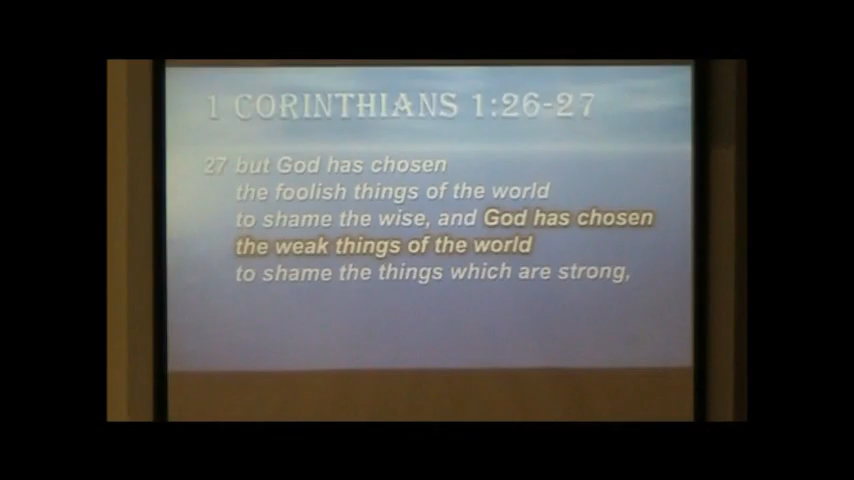 1 CORINTHIANS 1:26-27
27 but God has chosen
the foolish things of the world
to shame the wise, and God has chosen
the weak things of the world
to shame the things which are strong,